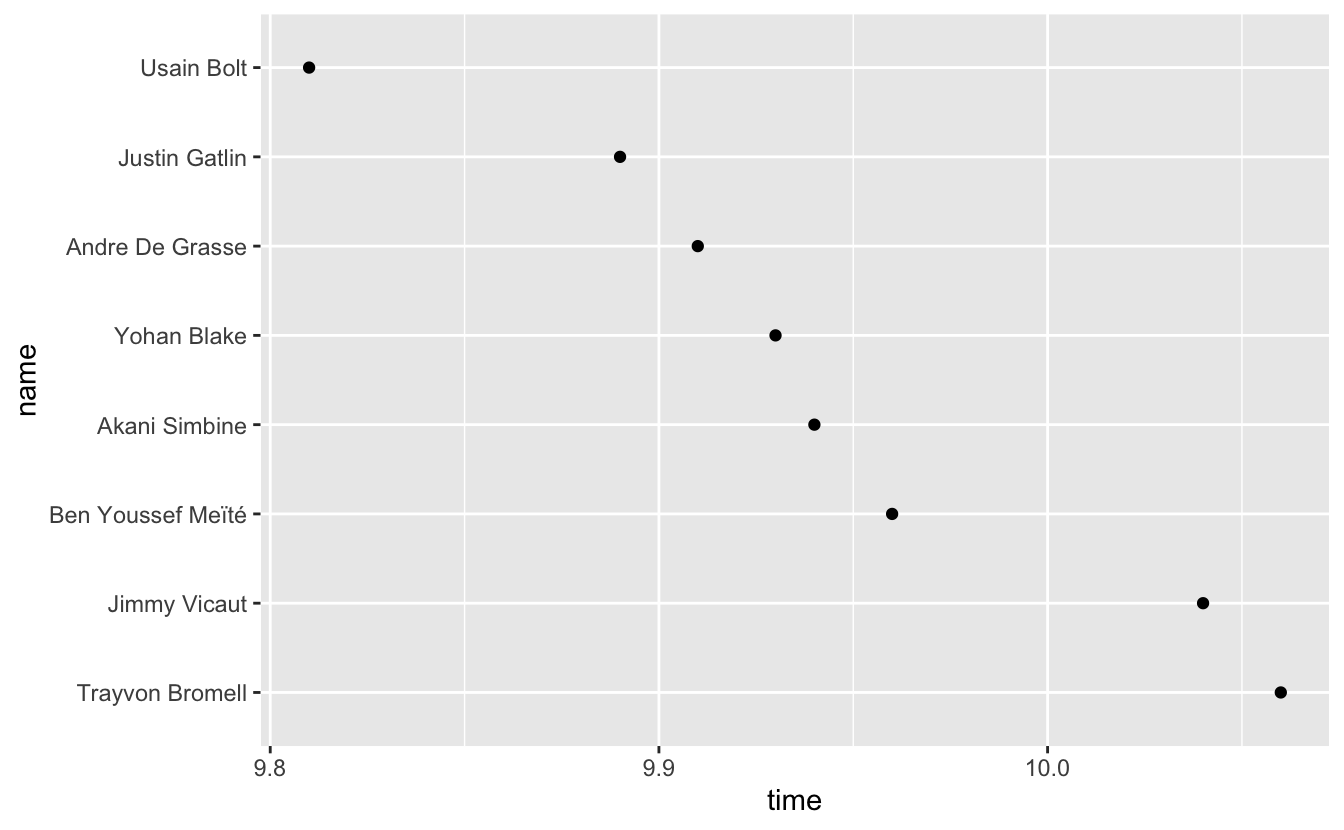 Usain Bolt
Justin Gatlin
Andre De Grasse
Yohan Blake
Akani Simbine
Ben Youssef Meïté
Jimmy Vicaut
Trayvon Bromell
name
9.8 9.9 10.0
time